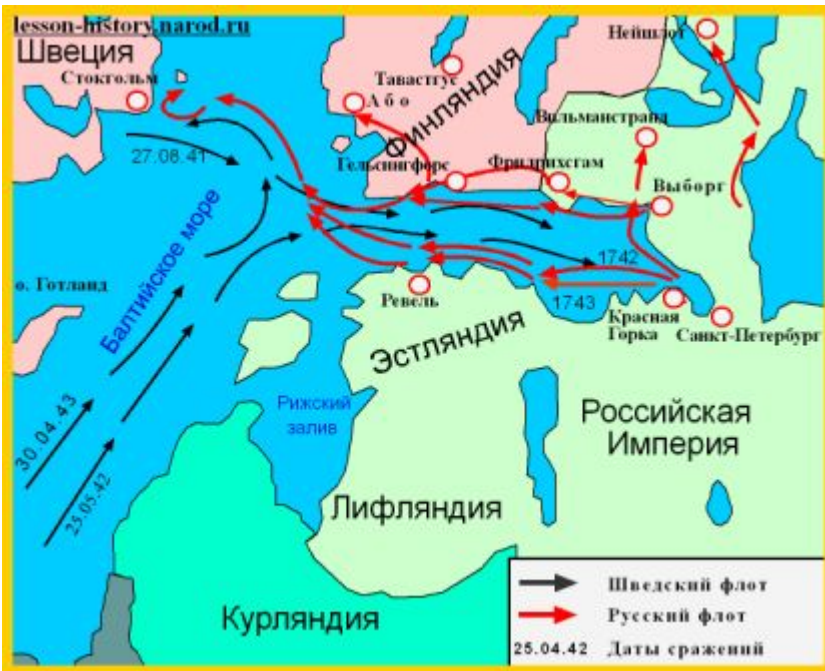 lesson-history.narod.ru
Швеция
Стокгольм
Нейшлот
Тавастгус
Або
Финляндия
Вильманстранд
27.08.41
Гельсингфорс
Фридрихсгам
Выборг
Балтийское море
о. Готланд
1742
1743
Ревель
Красная
Горка
Санкт-Петербург
Эстляндия
Рижский
залив
Российская
Империя
30.04.43
25.05.42
Лифляндия
Курляндия
Шведский флот
Русский флот
25.04.42 Даты сражений